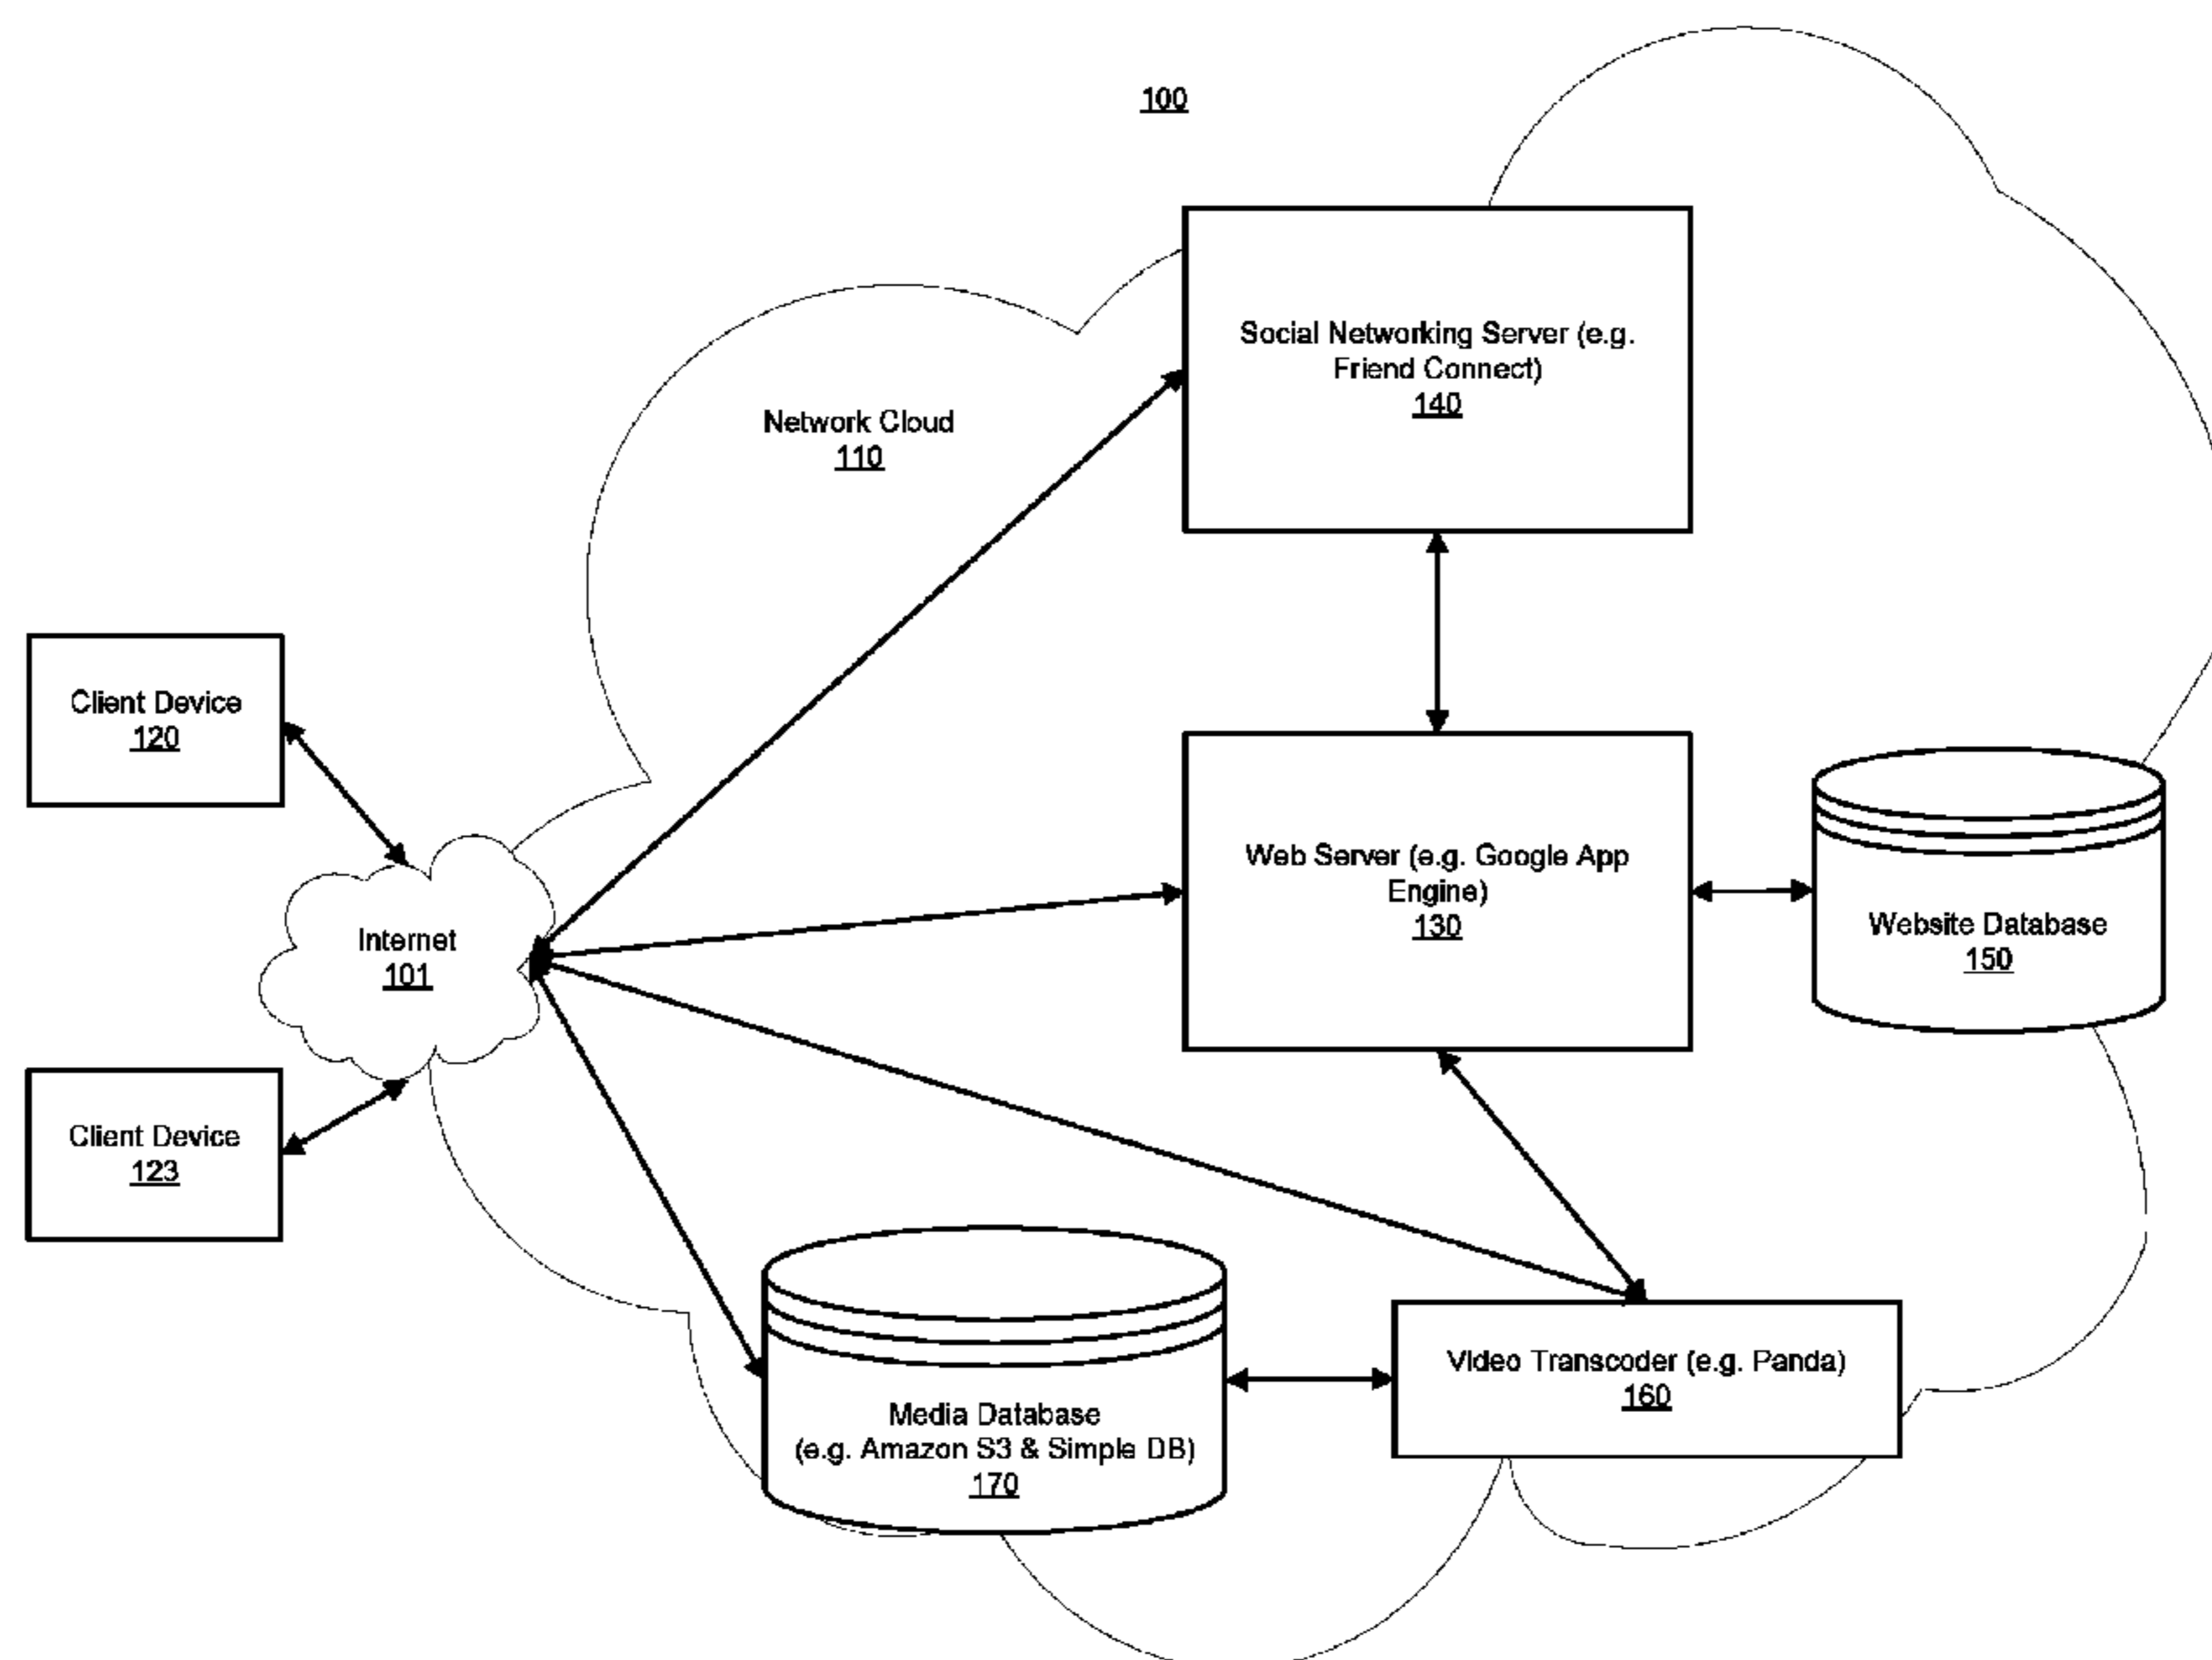 100
Social Networking Server (e.g.
Friend Connect)
140
Network Cloud
110
Client Device
120
Web Server (e.g. Google App
Engine)
130
Website Database
150
Internet
101
Client Device
123
Video Transcoder (e.g. Panda)
160
Media Database
(e.g. Amazon S3 & Simple DB)
170